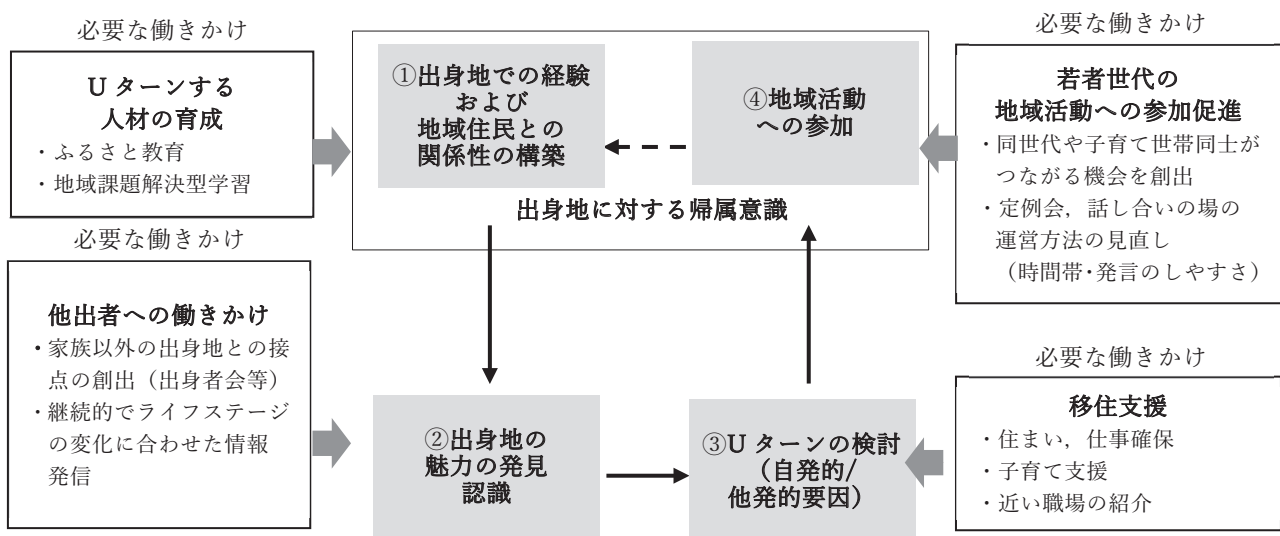 必要な働きかけ
Uターンする
人材の育成
・ふるさと教育
・地域課題解決型学習
必要な働きかけ
他出者への働きかけ
・家族以外の出身地との接
点の創出（出身者会等）
・継続的でライフステージ
の変化に合わせた情報
発信
①出身地での経験
および
地域住民との
関係性の構築
④地域活動
への参加
出身地に対する帰属意識
②出身地の
魅力の発見
認識
③Uターンの検討
（自発的/
他発的要因）
必要な働きかけ
若者世代の
地域活動への参加促進
・同世代や子育て世帯同士が
つながる機会を創出
・定例会，話し合いの場の
運営方法の見直し
（時間帯・発言のしやすさ）
必要な働きかけ
移住支援
・住まい，仕事確保
・子育て支援
・近い職場の紹介